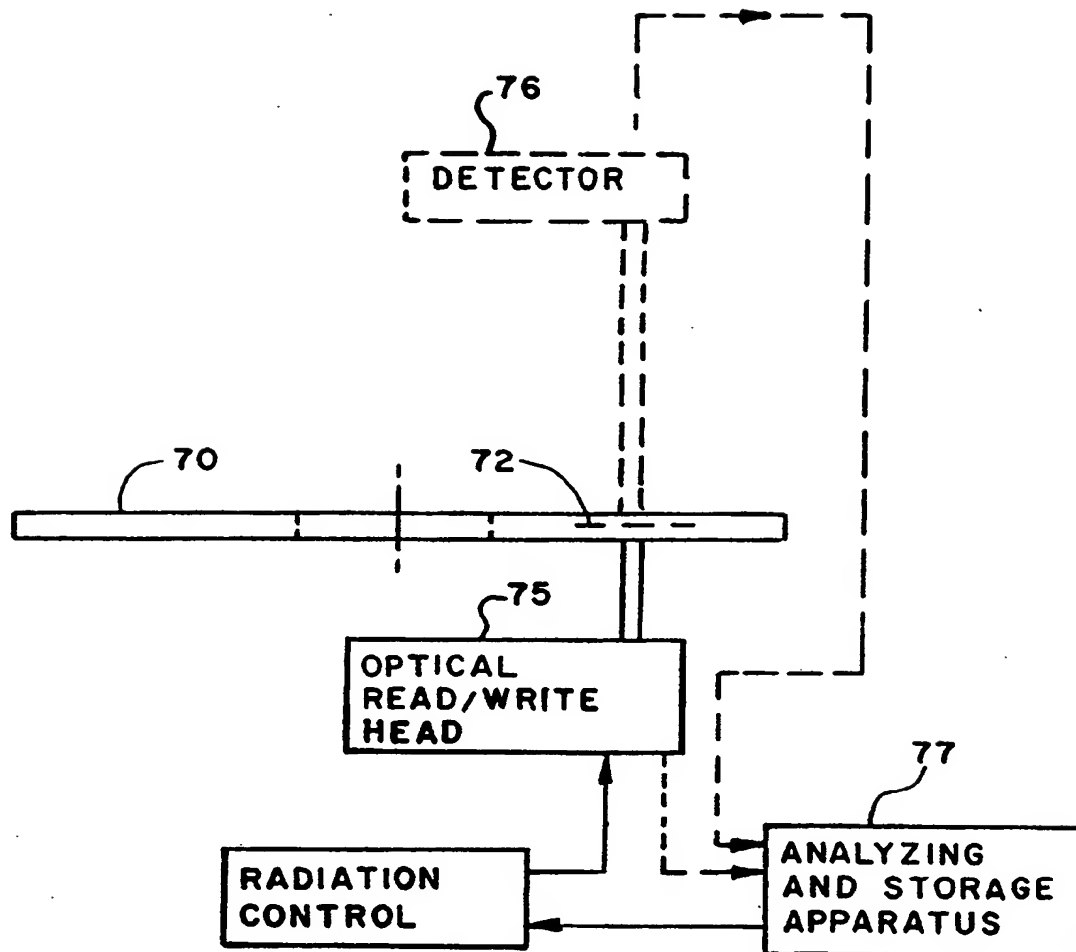 76
DETECTOR
70
72
75
OPTICAL
READ/WRITE
HEAD
77
RADIATION
CONTROL
ANALYZING
AND STORAGE
APPARATUS